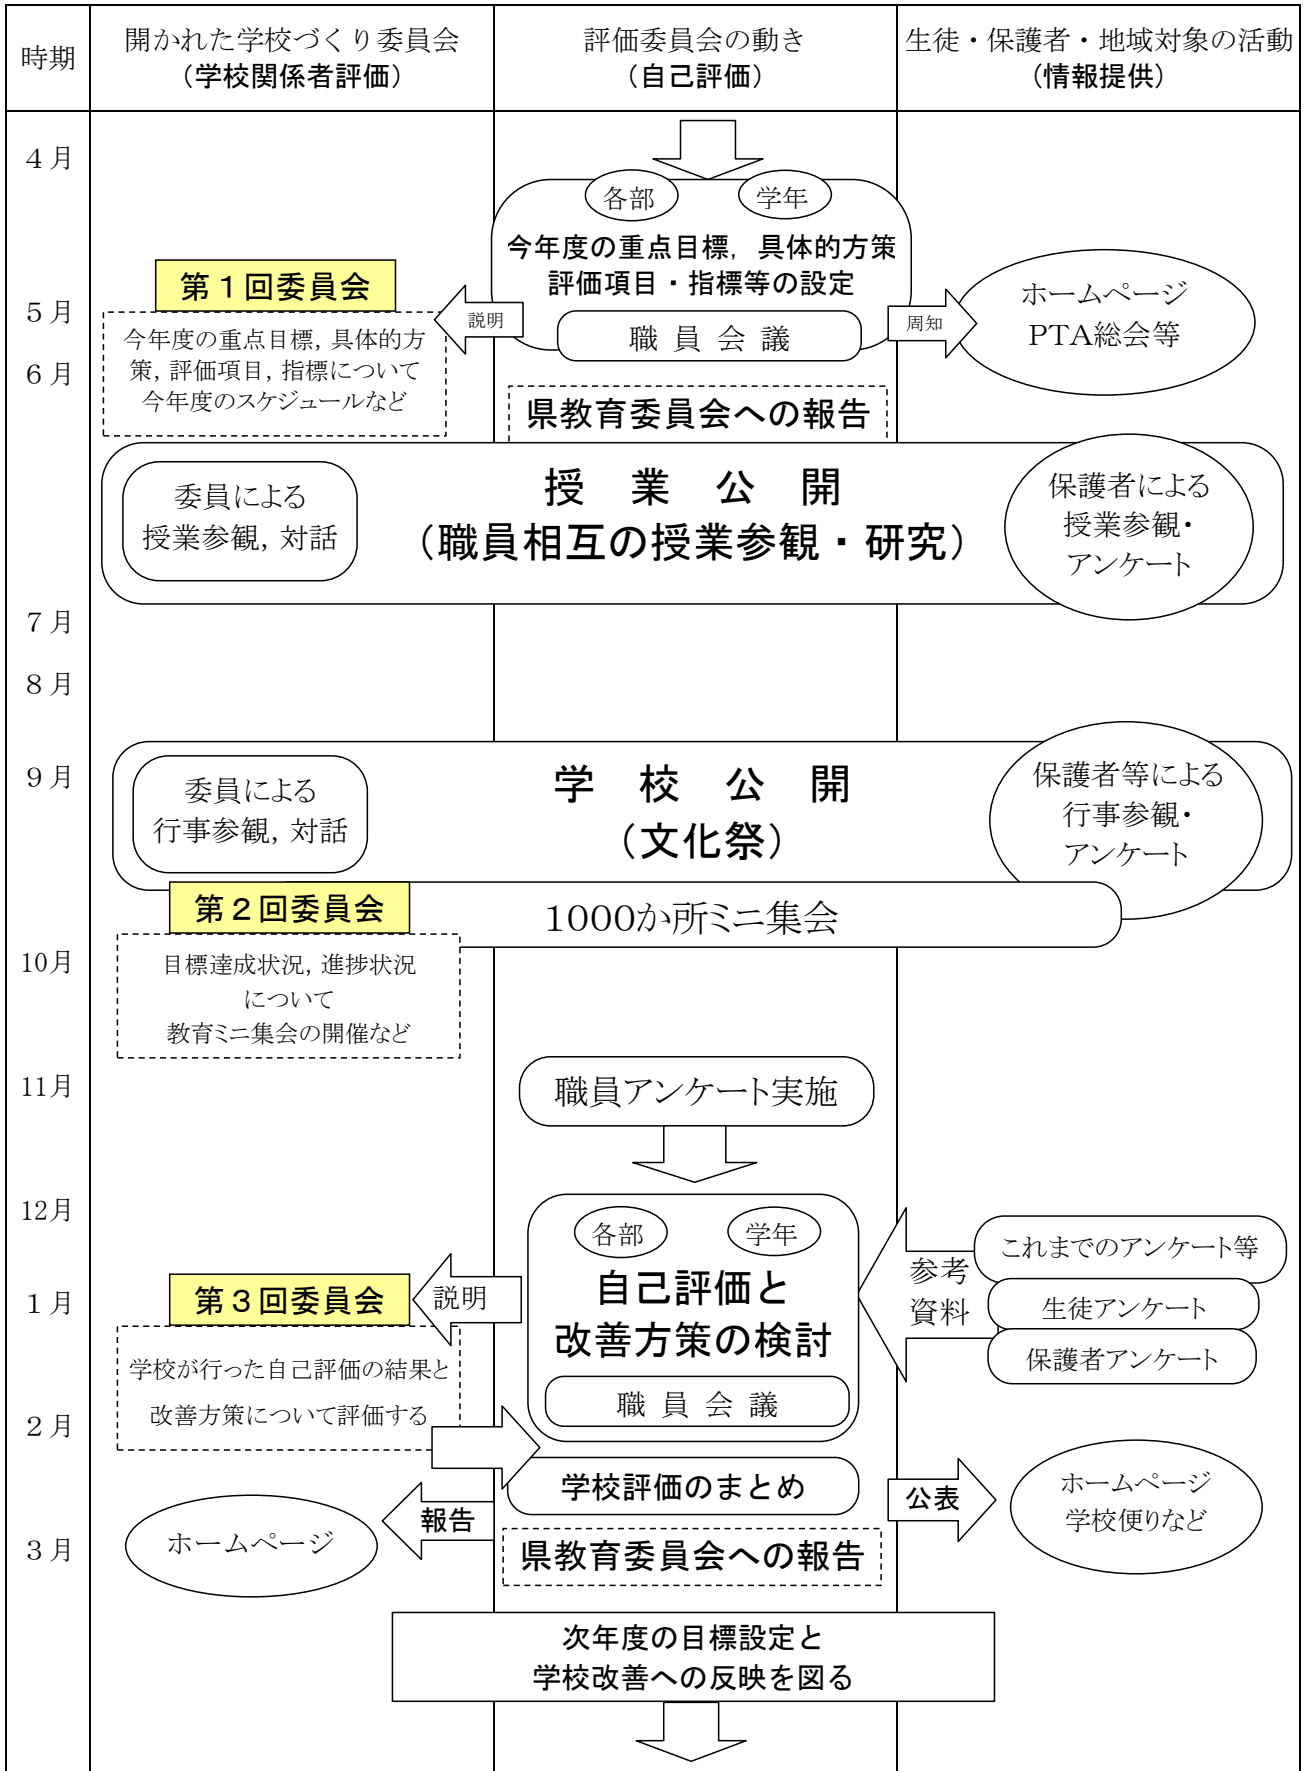 時期
開かれた学校づくり委員会
（学校関係者評価）
評価委員会の動き
（自己評価）
生徒・保護者・地域対象の活動
（情報提供）
４月
各部
学年
今年度の重点目標，具体的方策
評価項目・指標等の設定
職 員 会 議
第１回委員会
説明
周知
ホームページ
PTA総会等
５月
今年度の重点目標，具体的方
策，評価項目，指標について
今年度のスケジュールなど
６月
県教育委員会への報告
委員による
授業参観，対話
授 業 公 開
（職員相互の授業参観・研究）
保護者による
授業参観・
アンケート
７月
８月
９月
委員による
行事参観，対話
学 校 公 開
（文化祭）
保護者等による
行事参観・
アンケート
第２回委員会
1000か所ミニ集会
10月
目標達成状況，進捗状況
について
教育ミニ集会の開催など
11月
職員アンケート実施
12月
各部
学年
自己評価と
改善方策の検討
職 員 会 議
参考
資料
これまでのアンケート等
生徒アンケート
保護者アンケート
１月
第３回委員会
説明
学校が行った自己評価の結果と
改善方策について評価する
２月
学校評価のまとめ
報告
公表
ホームページ
ホームページ
学校便りなど
３月
県教育委員会への報告
次年度の目標設定と
学校改善への反映を図る